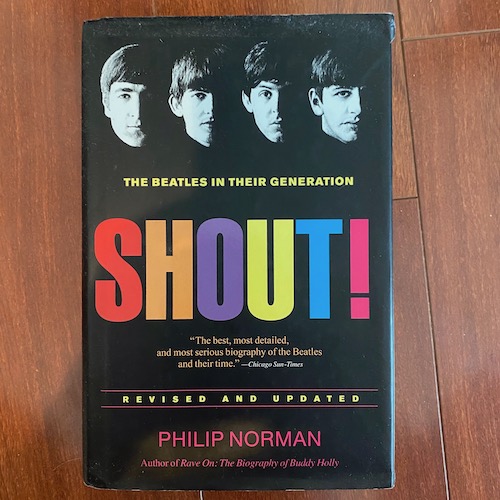 THE BEATLES IN THEIR GENERATION
SHOUT!
“The best, most detailed,
and most serious biography of the Beatles
and their time.” —Chicago Sun-Times
REVISED AND UPDATED
PHILIP NORMAN
Author of Rave On: The Biography of Buddy Holly